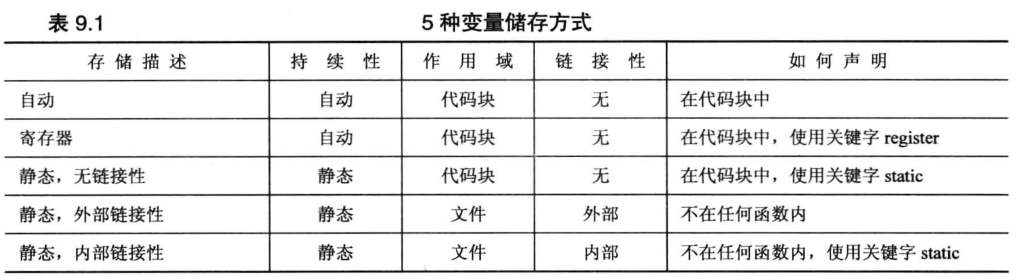 表 9.1 5 种变量储存方式
存储描述 持续性 作用域 链接性 如何声明
自动 自动 代码块 无 在代码块中
寄存器 自动 代码块 无 在代码块中，使用关键字 register
静态，无链接性 静态 代码块 无 在代码块中，使用关键字 static
静态，外部链接性 静态 文件 外部 不在任何函数内
静态，内部链接性 静态 文件 内部 不在任何函数内，使用关键字 static